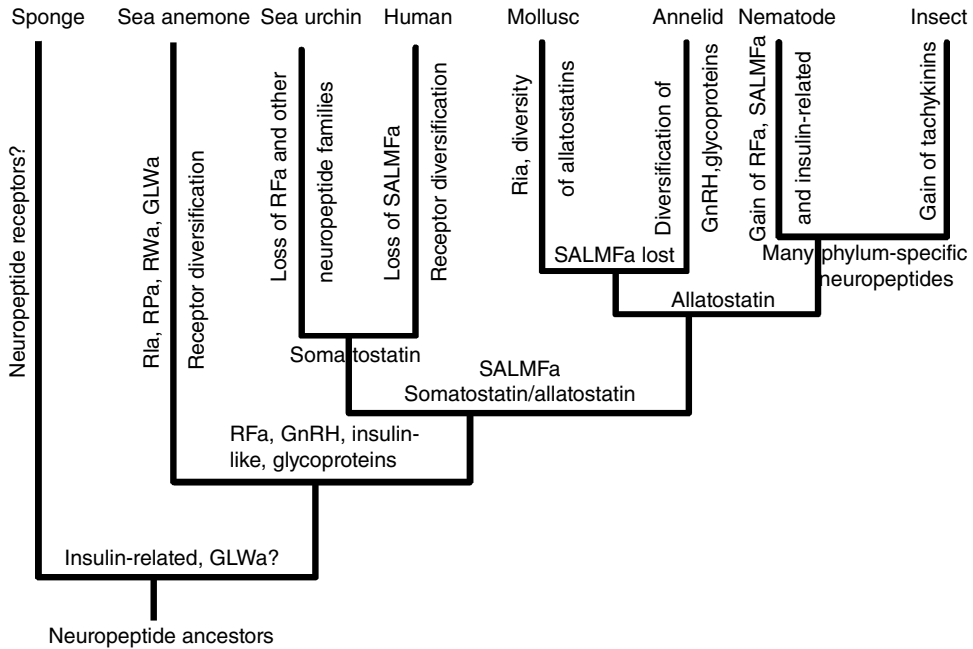 Sponge
Sea anemone
Sea urchin
Human
Mollusc
Annelid
Nematode
Insect
Neuropeptide receptors?
RIa, RPa, RWa, GLWa
Receptor diversification
Loss of RFa and other
neuropeptide families
Loss of SALMFa
Receptor diversification
Ria, diversity
of allatostatins
Diversification of
GnRH,glycoproteins
Gain of RFa, SALMFa
and insulin-related
Gain of tachykinins
SALMFa lost
Many phylum-specific
neuropeptides
Allatostatin
Somatostatin
SALMFa
Somatostatin/allatostatin
RFa, GnRH, insulin-
like, glycoproteins
Insulin-related, GLWa?
Neuropeptide ancestors